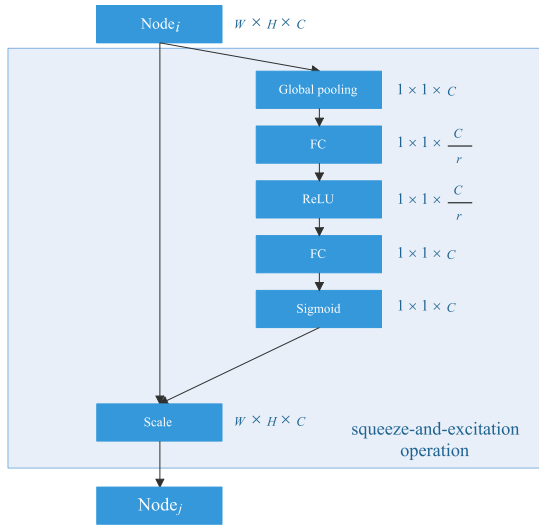 Node_i W × H × C
Global pooling 1 × 1 × C
FC 1 × 1 × C/r
ReLU 1 × 1 × C/r
FC 1 × 1 × C
Sigmoid 1 × 1 × C
Scale W × H × C
squeeze-and-excitation
operation
Node_j